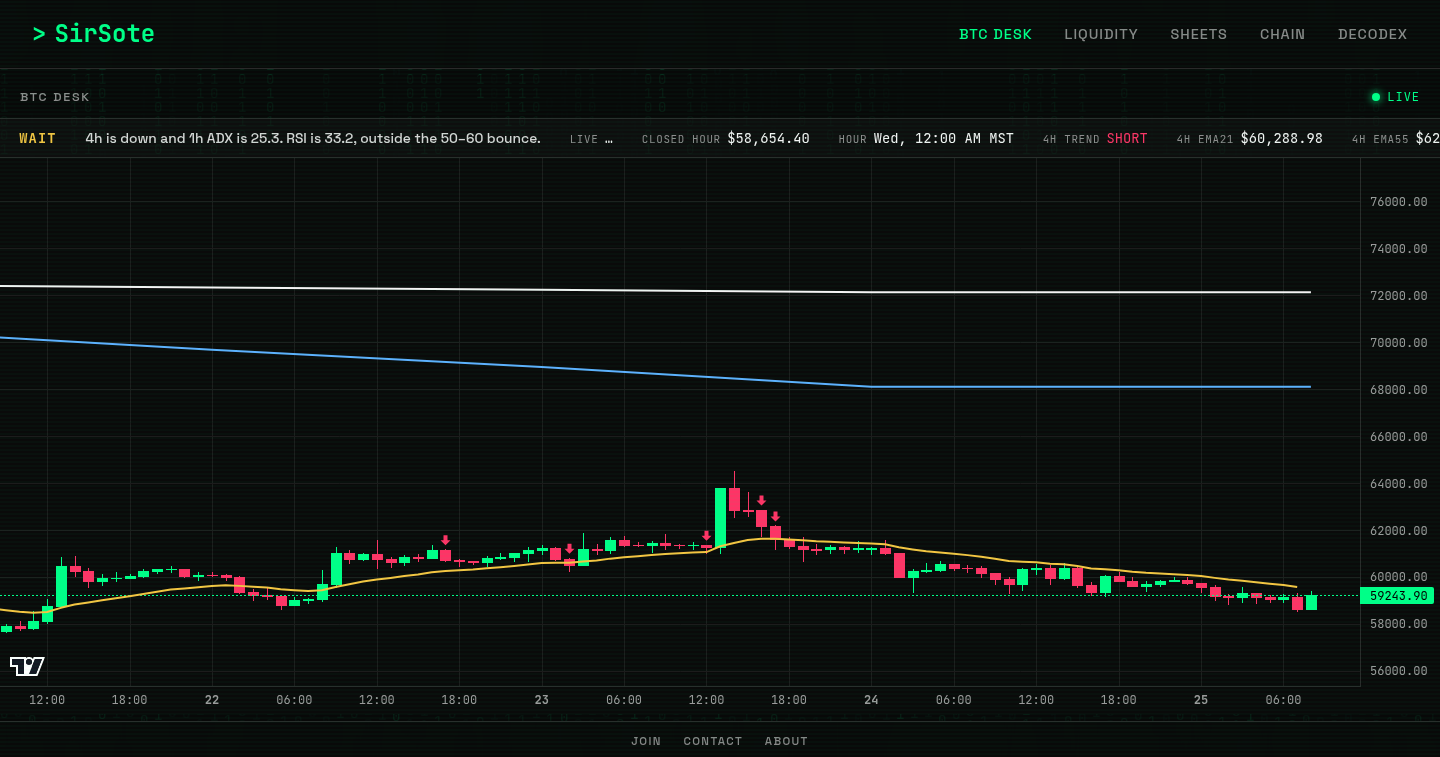 > SirSote
BTC DESK LIQUIDITY SHEETS CHAIN DECODEX
BTC DESK
LIVE
WAIT 4h is down and 1h ADX is 25.3. RSI is 33.2, outside the 50–60 bounce. LIVE … CLOSED HOUR $58,654.40 HOUR Wed, 12:00 AM MST 4H TREND SHORT 4H EMA21 $60,288.98 4H EMA55 $62
76000.00
74000.00
72000.00
70000.00
68000.00
66000.00
64000.00
62000.00
60000.00
59243.90
58000.00
56000.00
12:00 18:00 22 06:00 12:00 18:00 23 06:00 12:00 18:00 24 06:00 12:00 18:00 25 06:00
JOIN CONTACT ABOUT